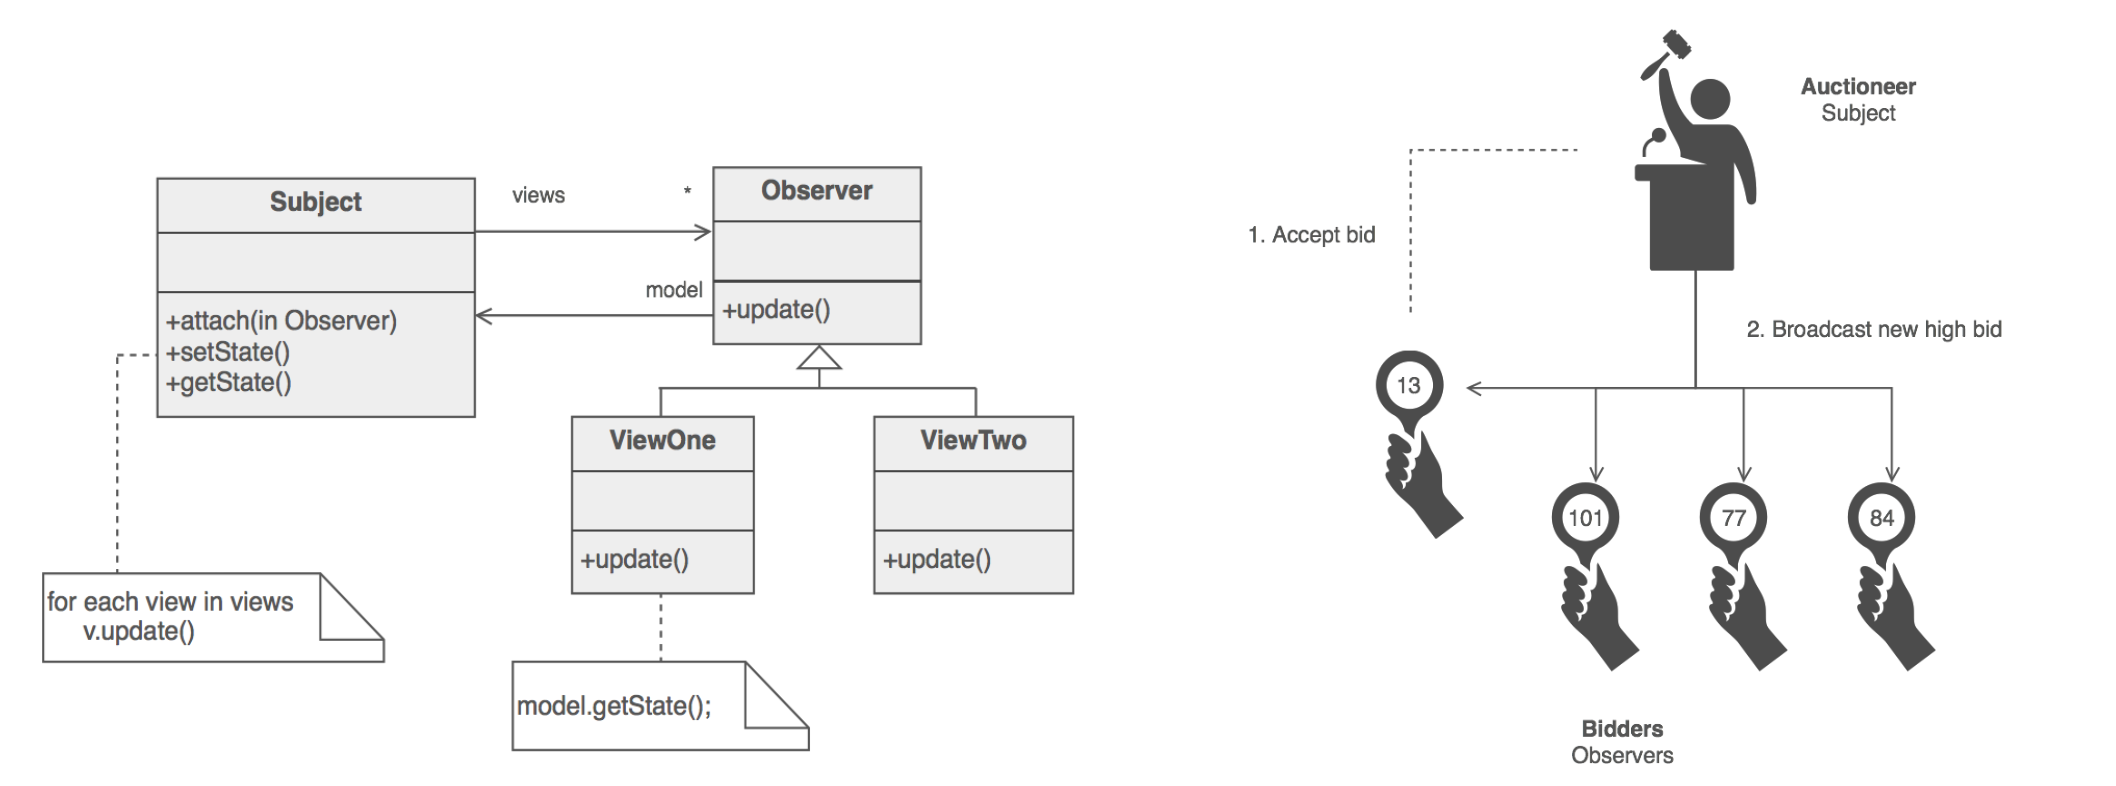 Subject
+attach(in Observer)
+setState()
+getState()
views
*
model
Observer
+update()
ViewOne
+update()
ViewTwo
+update()
for each view in views
v.update()
model.getState();
Auctioneer
Subject
1. Accept bid
2. Broadcast new high bid
13
101
77
84
Bidders
Observers